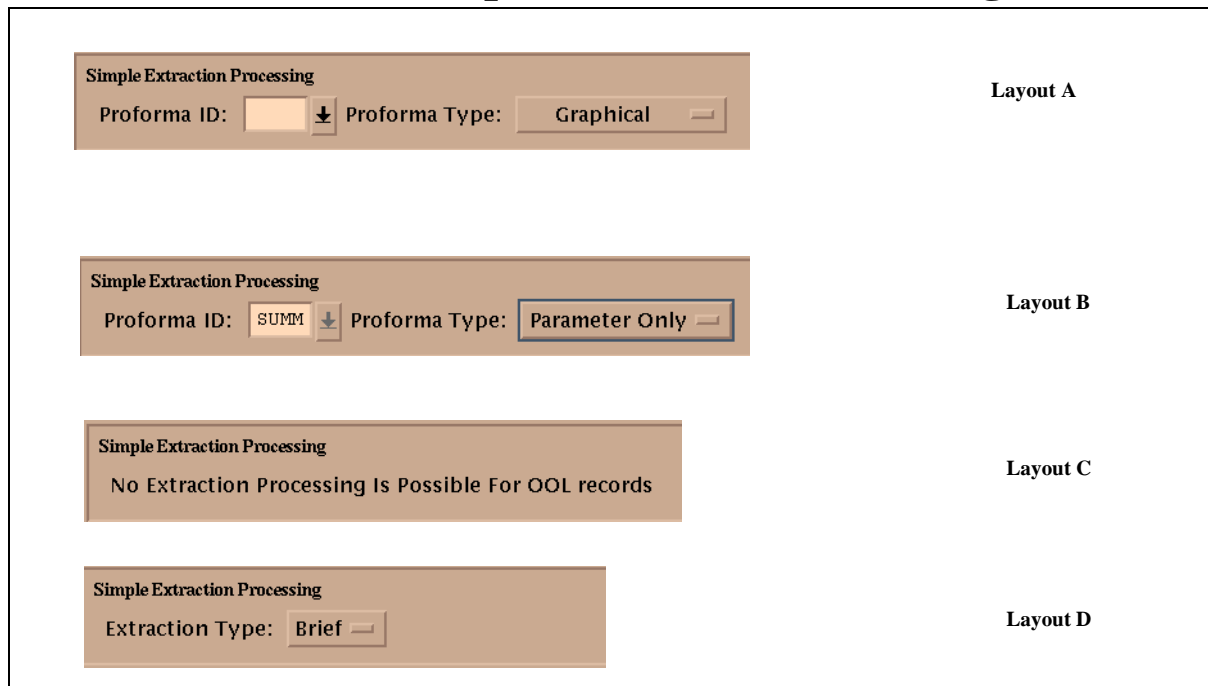 Simple Extraction Processing
Proforma ID: Proforma Type: Graphical
Layout A
Simple Extraction Processing
Proforma ID: SUMM Proforma Type: Parameter Only
Layout B
Simple Extraction Processing
No Extraction Processing Is Possible For OOL records
Layout C
Simple Extraction Processing
Extraction Type: Brief
Layout D